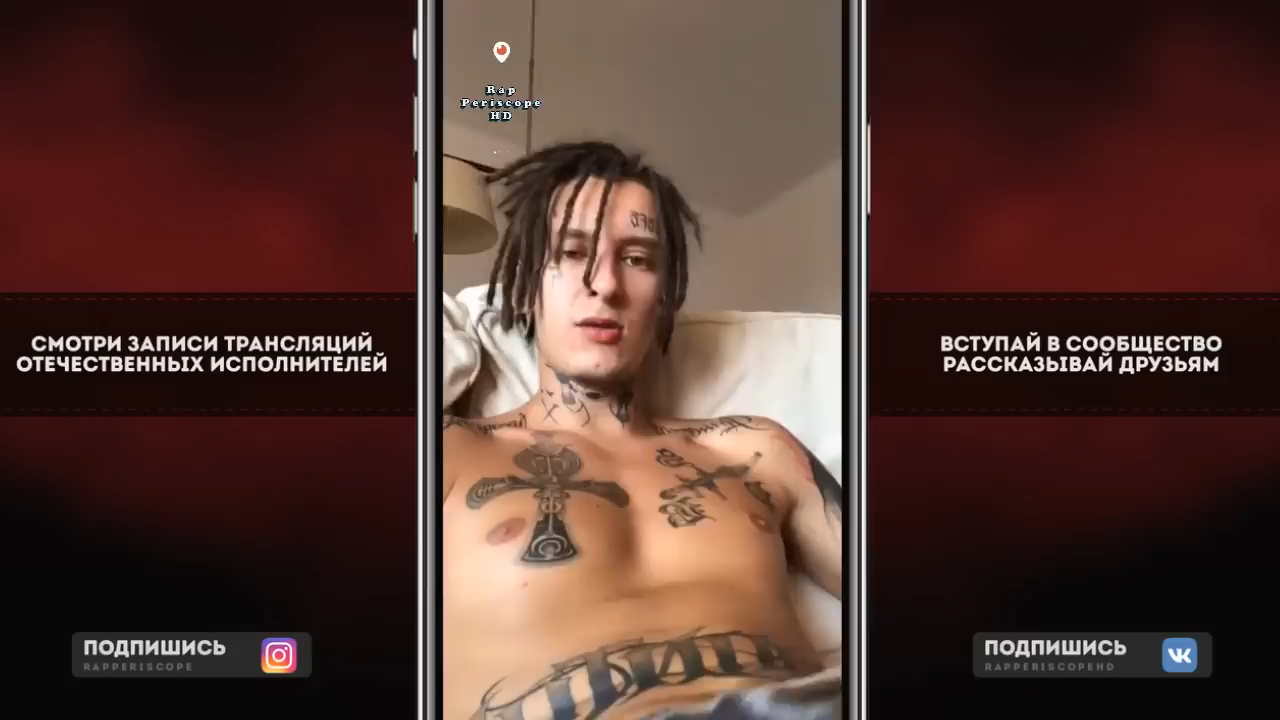 Rap
Periscope
HD
СМОТРИ ЗАПИСИ ТРАНСЛЯЦИЙ
ОТЕЧЕСТВЕННЫХ ИСПОЛНИТЕЛЕЙ
ВСТУПАЙ В СООБЩЕСТВО
РАССКАЗЫВАЙ ДРУЗЬЯМ
ПОДПИШИСЬ
RAPPERISCOPE
ПОДПИШИСЬ
RAPPERISCOPEHD